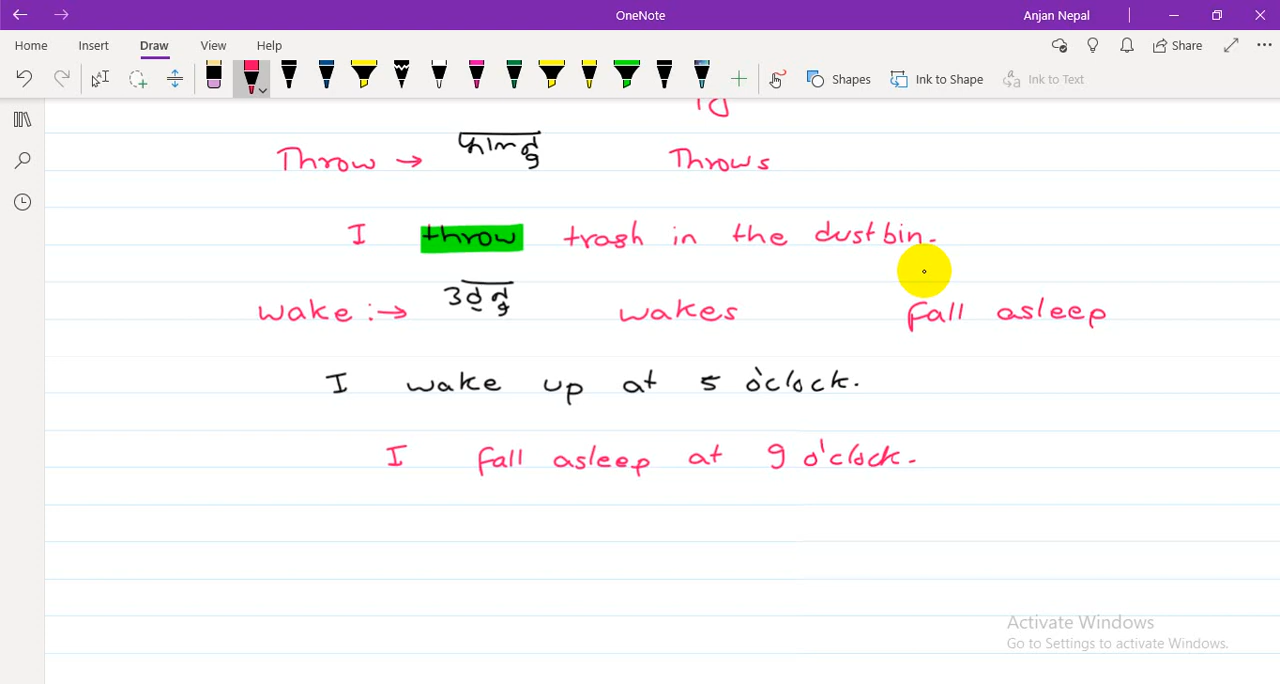 OneNote
Anjan Nepal
Home Insert Draw View Help
Share
Shapes Ink to Shape Ink to Text
Throw → फाल्नु Throws
I throw trash in the dustbin.
wake :→ उठ्नु wakes fall asleep
I wake up at 5 o'clock.
I fall asleep at 9 o'clock.
Activate Windows
Go to Settings to activate Windows.